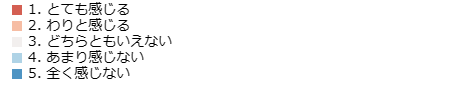 1. とても感じる
2. わりと感じる
3. どちらともいえない
4. あまり感じない
5. 全く感じない